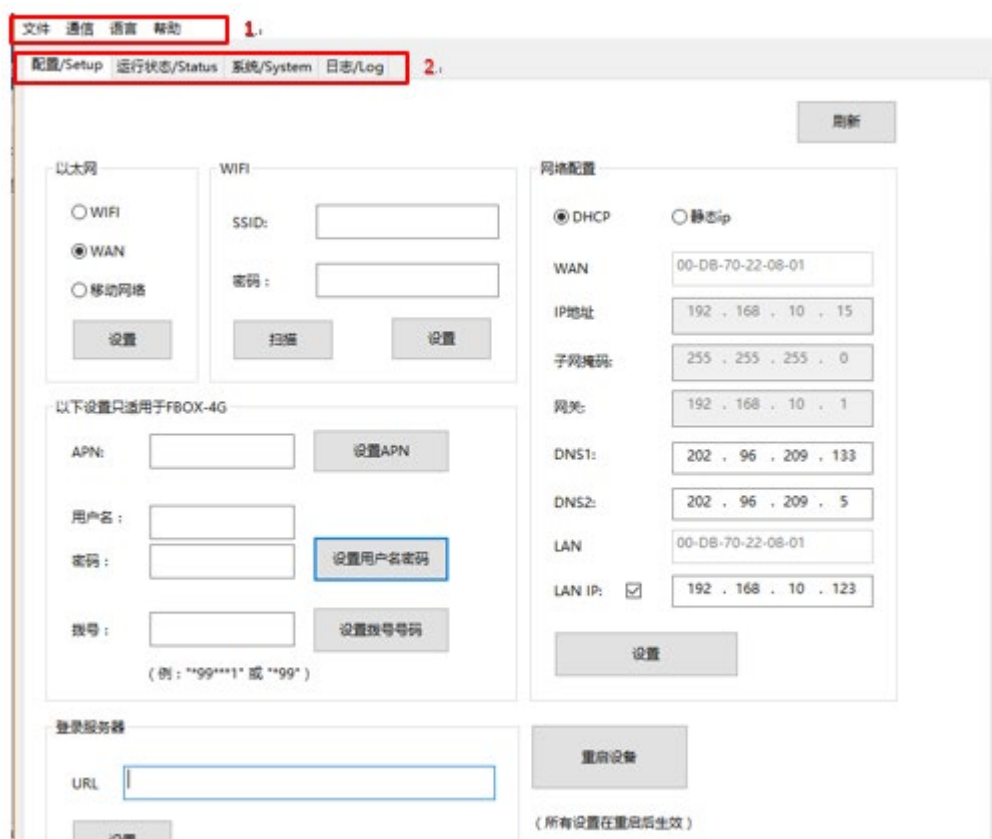 文件 通信 语言 帮助 1.
配置/Setup 运行状态/Status 系统/System 日志/Log 2.
刷新
以太网
WIFI
WAN
移动网络
设置
WIFI
SSID:
密码：
扫描
设置
网络配置
DHCP 静态ip
WAN 00-DB-70-22-08-01
IP地址 192 . 168 . 10 . 15
子网掩码: 255 . 255 . 255 . 0
网关: 192 . 168 . 10 . 1
DNS1: 202 . 96 . 209 . 133
DNS2: 202 . 96 . 209 . 5
LAN 00-DB-70-22-08-01
LAN IP: 192 . 168 . 10 . 123
设置
以下设置只适用于FBOX-4G
APN: 设置APN
用户名：
密码： 设置用户名密码
拨号： 设置拨号号码
（例："*99***1" 或 "*99"）
登录服务器
URL
设置
重启设备
（所有设置在重启后生效）